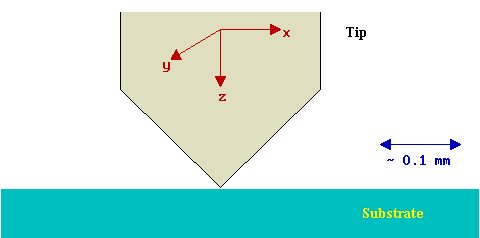 Tip
x
y
z
~ 0.1 mm
Substrate